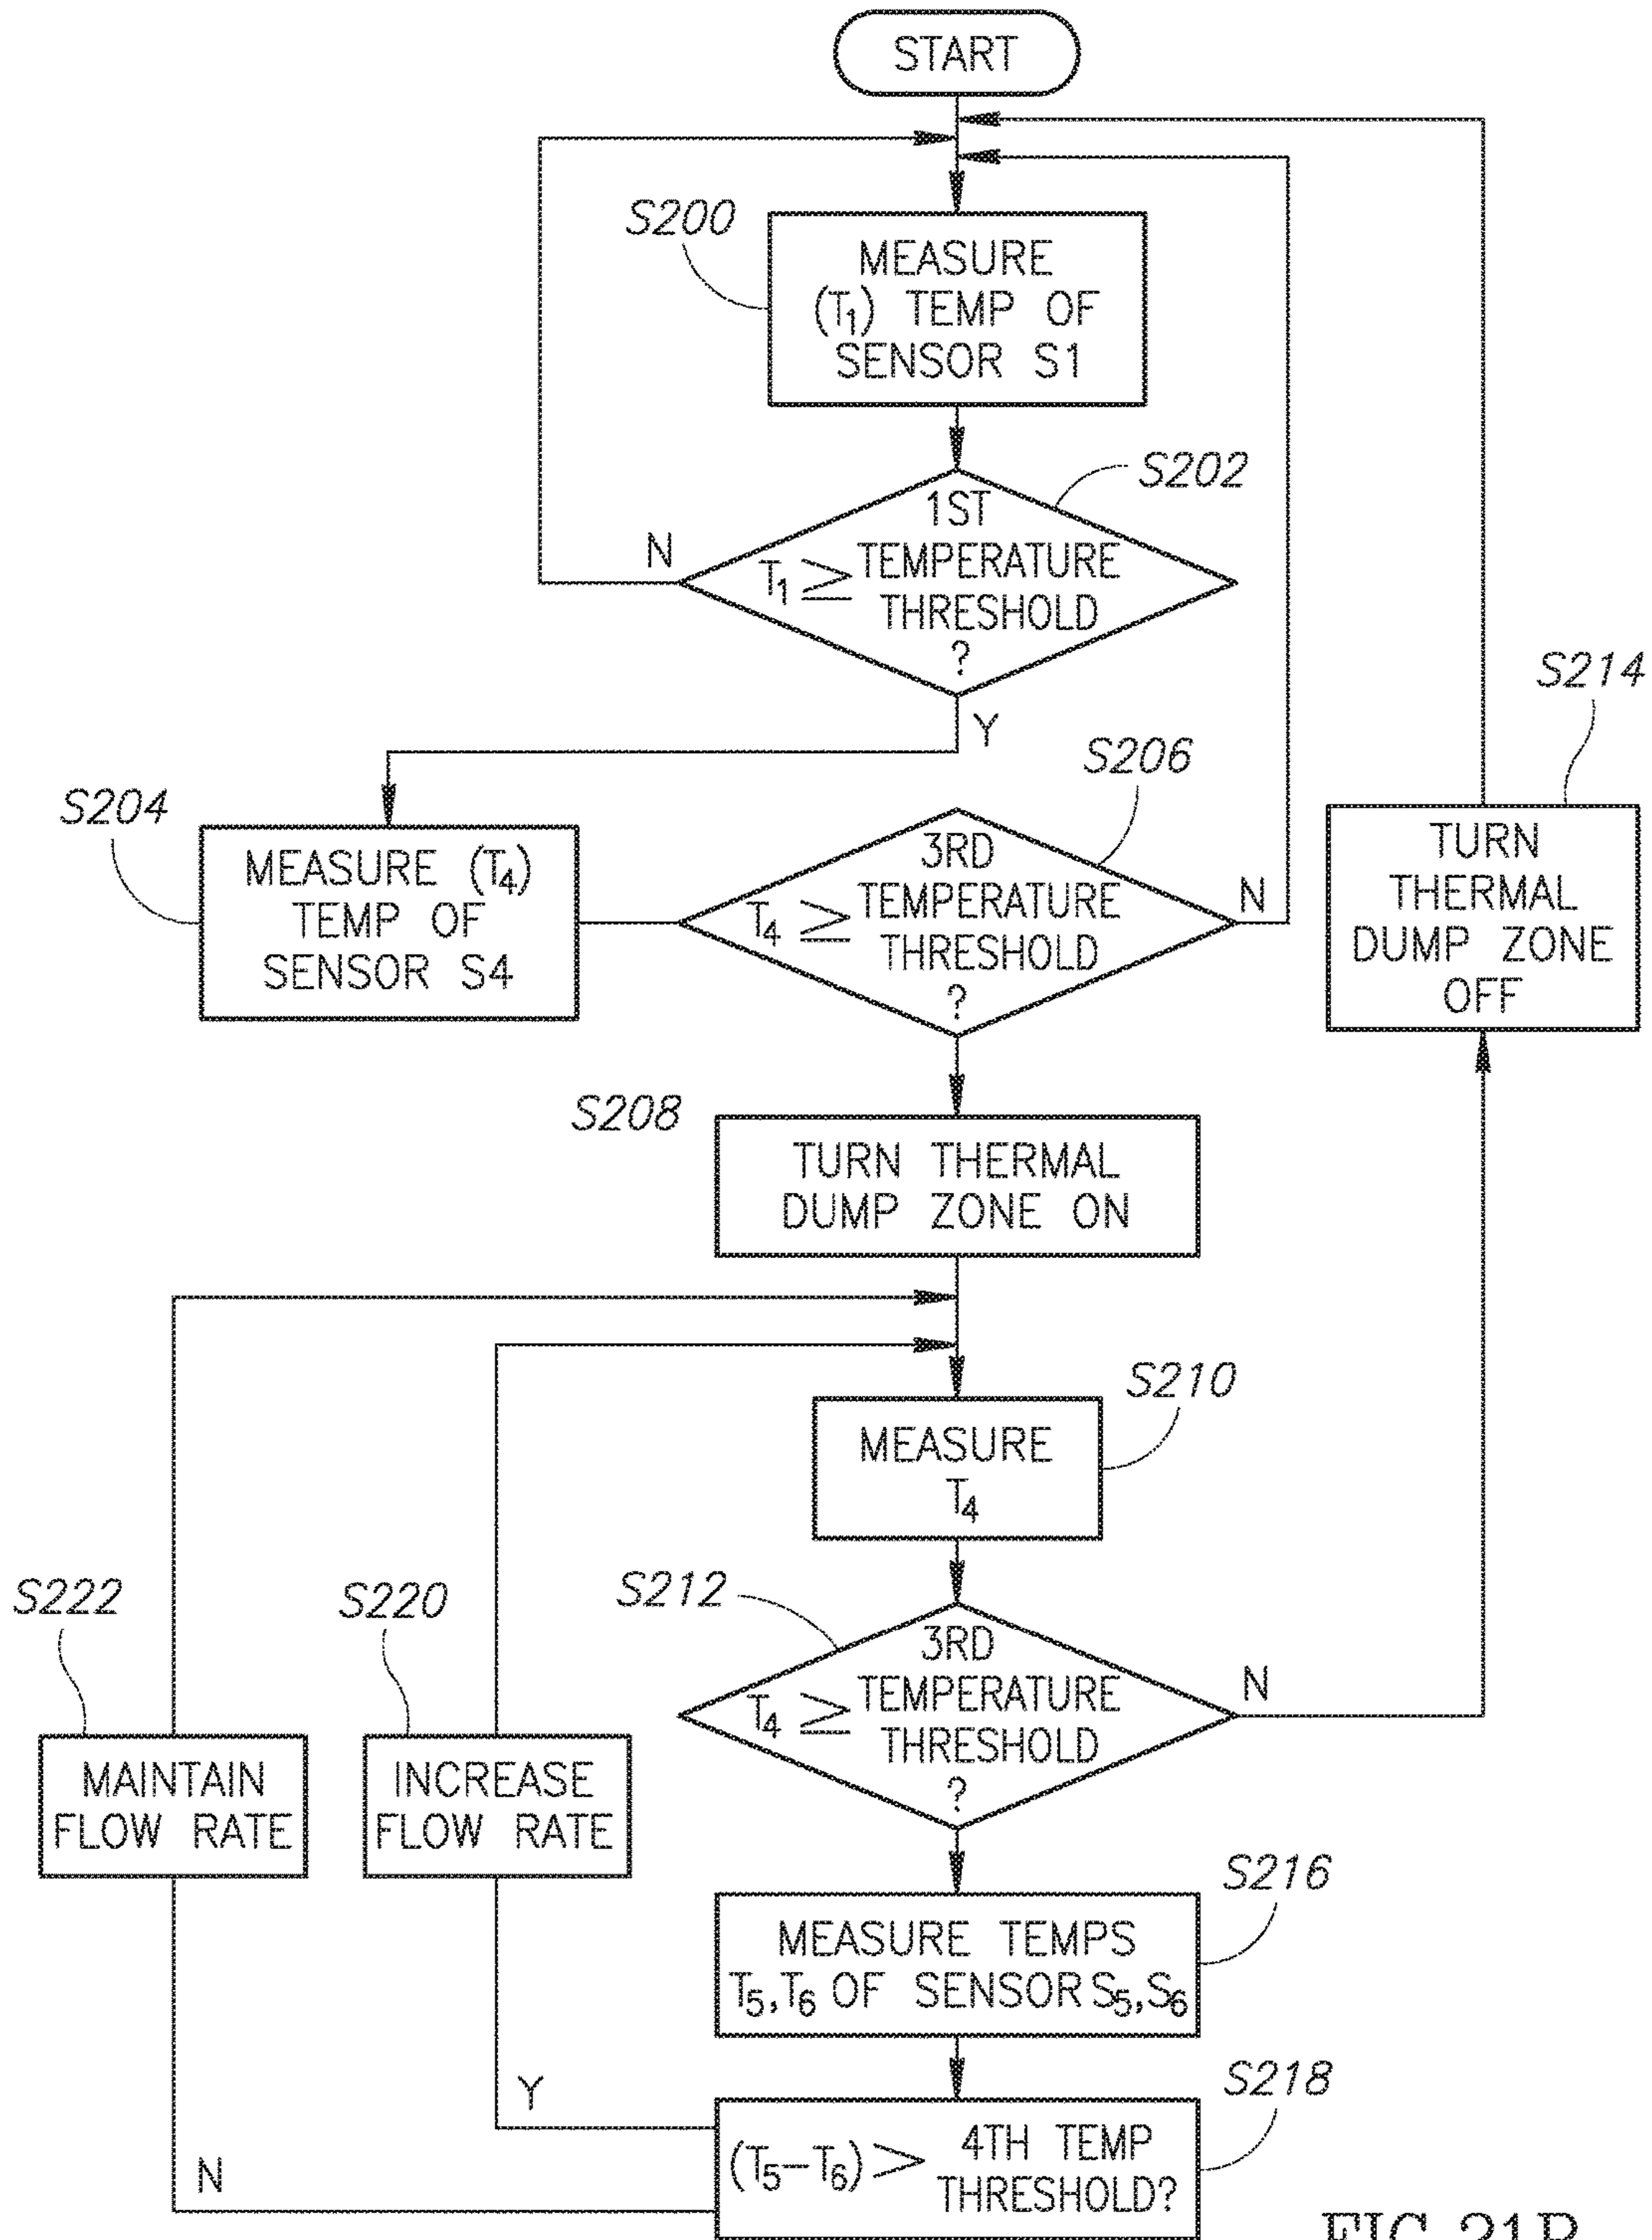 START
S200
MEASURE
(T1) TEMP OF
SENSOR S1
S202
1ST
T1 ≥ TEMPERATURE
THRESHOLD
?
N
Y
S204
MEASURE (T4)
TEMP OF
SENSOR S4
S206
3RD
T4 ≥ TEMPERATURE
THRESHOLD
?
N
S214
TURN
THERMAL
DUMP ZONE
OFF
S208
TURN THERMAL
DUMP ZONE ON
S210
MEASURE
T4
S212
3RD
T4 ≥ TEMPERATURE
THRESHOLD
?
N
S222
MAINTAIN
FLOW RATE
S220
INCREASE
FLOW RATE
S216
MEASURE TEMPS
T5,T6 OF SENSOR S5,S6
S218
4TH TEMP
(T5–T6) > THRESHOLD?
Y
N
FIG. 21B